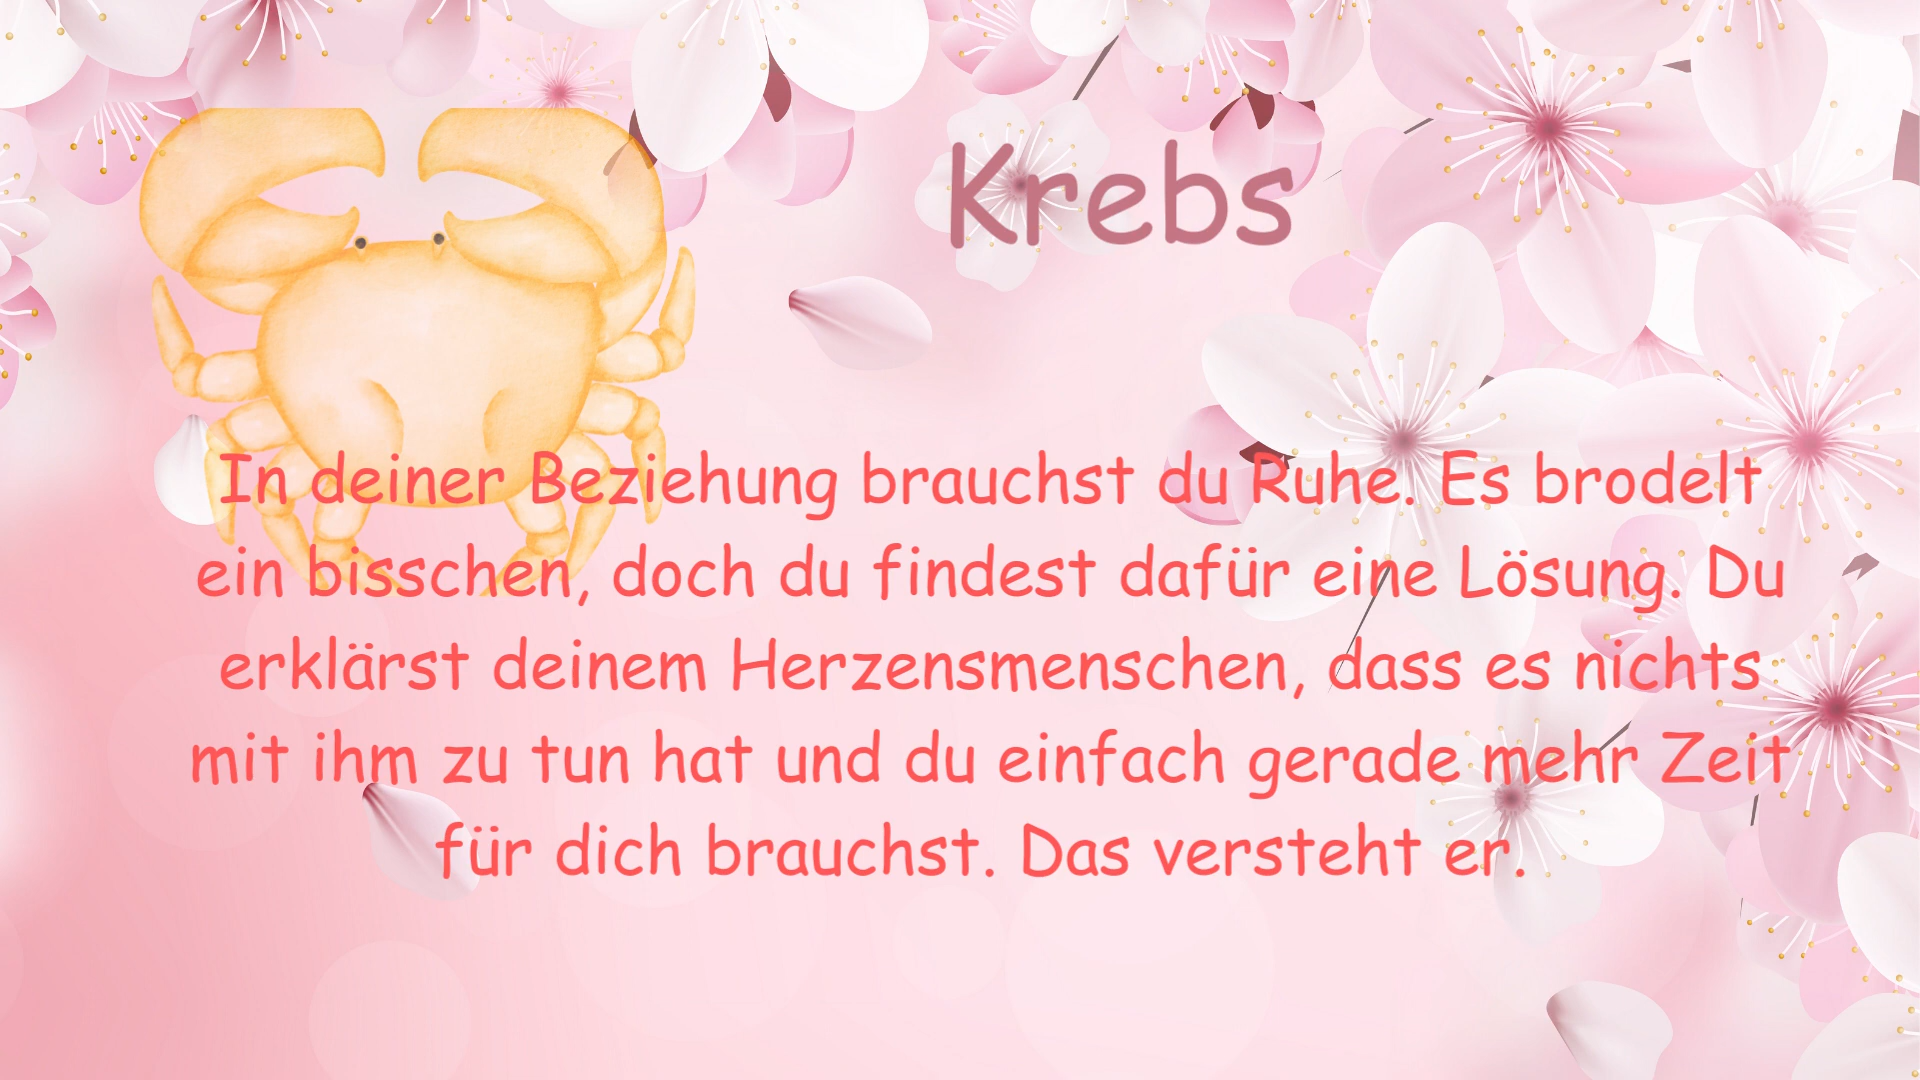 Krebs
In deiner Beziehung brauchst du Ruhe. Es brodelt
ein bisschen, doch du findest dafür eine Lösung. Du
erklärst deinem Herzensmenschen, dass es nichts
mit ihm zu tun hat und du einfach gerade mehr Zeit
für dich brauchst. Das versteht er.